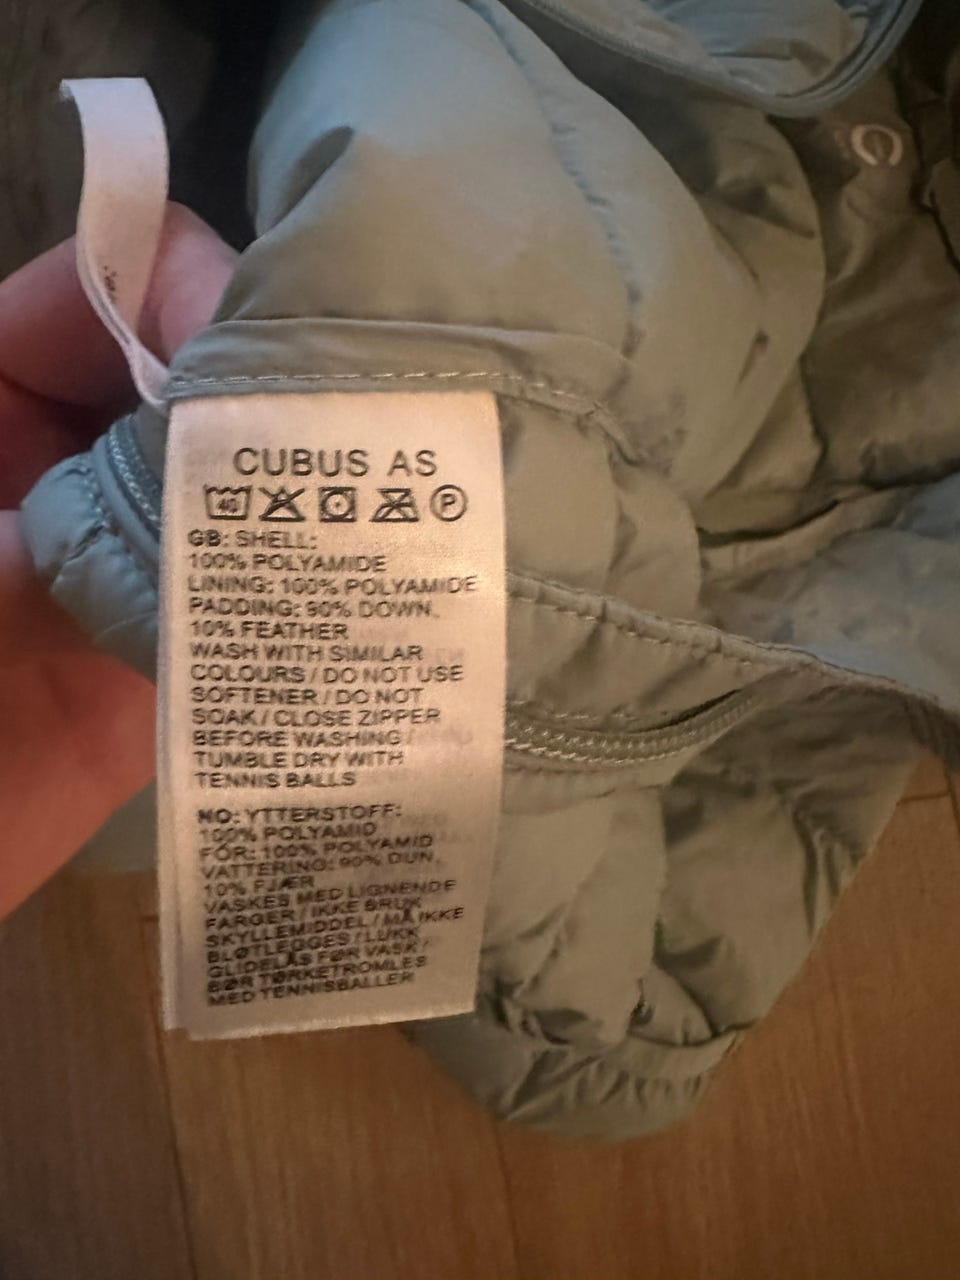 CUBUS AS
40 P
GB: SHELL:
100% POLYAMIDE
LINING: 100% POLYAMIDE
PADDING: 90% DOWN,
10% FEATHER
WASH WITH SIMILAR
COLOURS / DO NOT USE
SOFTENER / DO NOT
SOAK / CLOSE ZIPPER
BEFORE WASHING /
TUMBLE DRY WITH
TENNIS BALLS
NO: YTTERSTOFF:
100% POLYAMID
FÓR: 100% POLYAMID
VATTERING: 90% DUN,
10% FJÆR
VASKES MED LIGNENDE
FARGER / IKKE BRUK
SKYLLEMIDDEL / MÅ IKKE
BLØTLEGGES / LUKK
GLIDELÅS FØR VASK /
BØR TØRKETROMLES
MED TENNISBALLER